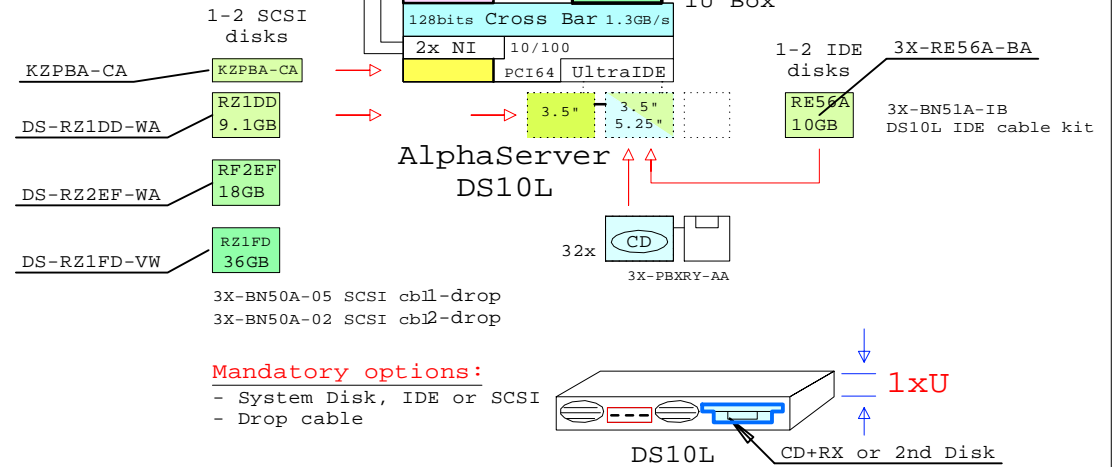 1U Box
1-2 SCSI
disks
128bits Cross Bar 1.3GB/s
2x NI
10/100
PCI64
UltraIDE
1-2 IDE
disks
3X-RE56A-BA
KZPBA-CA
KZPBA-CA
DS-RZ1DD-WA
RZ1DD
9.1GB
3.5"
3.5"
5.25"
RE56A
10GB
3X-BN51A-IB
DS10L IDE cable kit
AlphaServer
DS10L
DS-RZ2EF-WA
RF2EF
18GB
DS-RZ1FD-VW
RZ1FD
36GB
32x
CD
3X-PBXRY-AA
3X-BN50A-05 SCSI cbl1-drop
3X-BN50A-02 SCSI cbl2-drop
Mandatory options:
- System Disk, IDE or SCSI
- Drop cable
1xU
DS10L
CD+RX or 2nd Disk